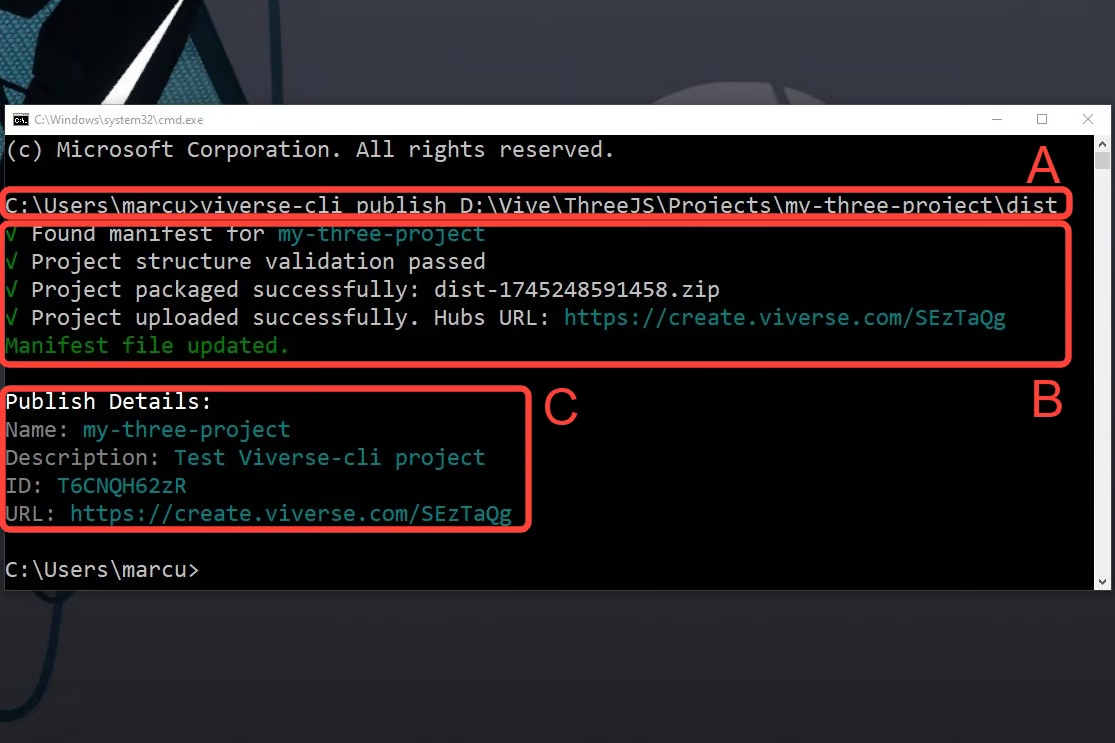 C:\Windows\system32\cmd.exe
(c) Microsoft Corporation. All rights reserved.
A
C:\Users\marcu>viverse-cli publish D:\Vive\ThreeJS\Projects\my-three-project\dist
√ Found manifest for my-three-project
√ Project structure validation passed
√ Project packaged successfully: dist-1745248591458.zip
√ Project uploaded successfully. Hubs URL: https://create.viverse.com/SEzTaQg
Manifest file updated.
B
Publish Details:
C
Name: my-three-project
Description: Test Viverse-cli project
ID: T6CNQH62zR
URL: https://create.viverse.com/SEzTaQg
C:\Users\marcu>